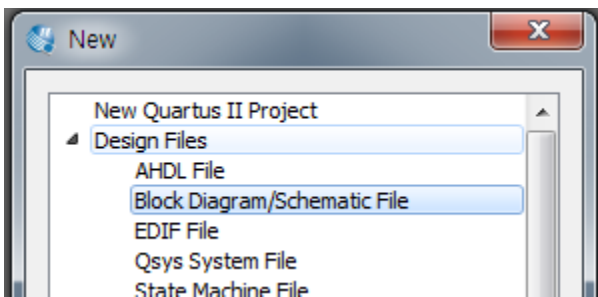 New
New Quartus II Project
Design Files
AHDL File
Block Diagram/Schematic File
EDIF File
Qsys System File
State Machine File